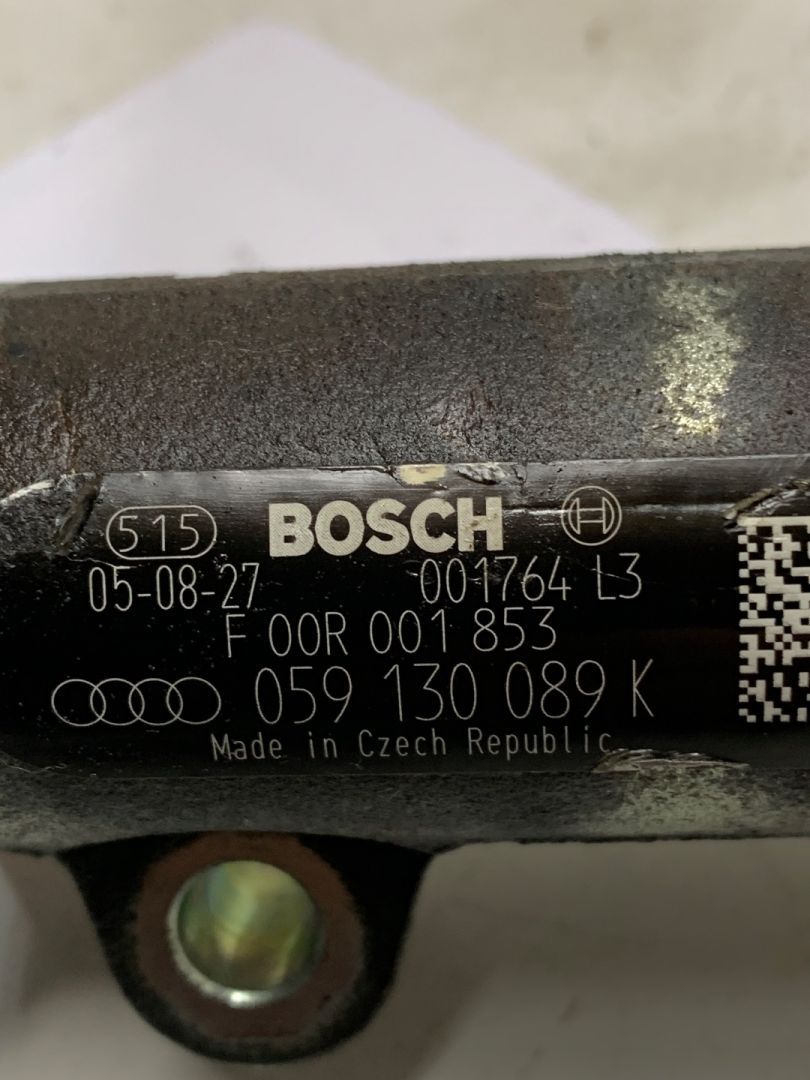 515 BOSCH
05-08-27 001764 L3
F 00R 001 853
059 130 089 K
Made in Czech Republic